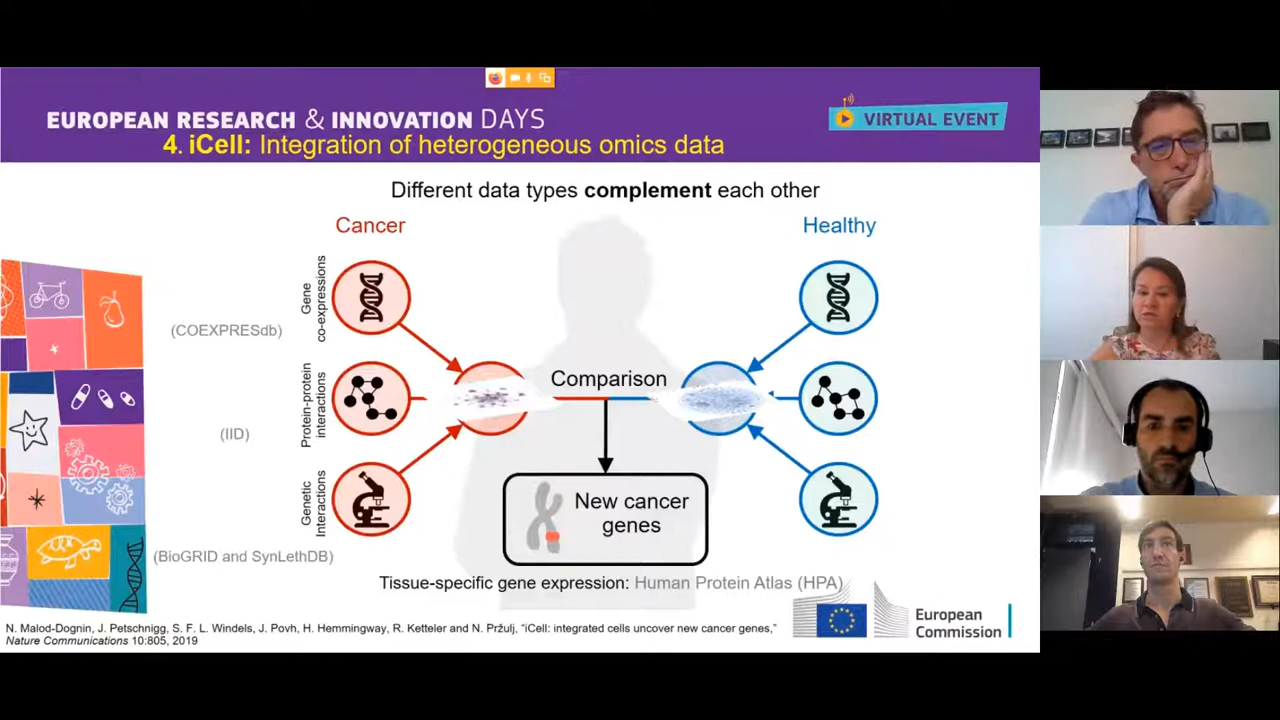 EUROPEAN RESEARCH & INNOVATION DAYS
VIRTUAL EVENT
4. iCell: Integration of heterogeneous omics data
Different data types complement each other
Cancer
Healthy
Gene
co-expressions
(COEXPRESdb)
Protein-protein
interactions
Comparison
(IID)
Genetic
Interactions
New cancer
genes
(BioGRID and SynLethDB)
Tissue-specific gene expression: Human Protein Atlas (HPA)
European
Commission
N. Malod-Dognin, J. Petschnigg, S. F. L. Windels, J. Povh, H. Hemmingway, R. Ketteler and N. Pržulj, “iCell: integrated cells uncover new cancer genes,”
Nature Communications 10:805, 2019